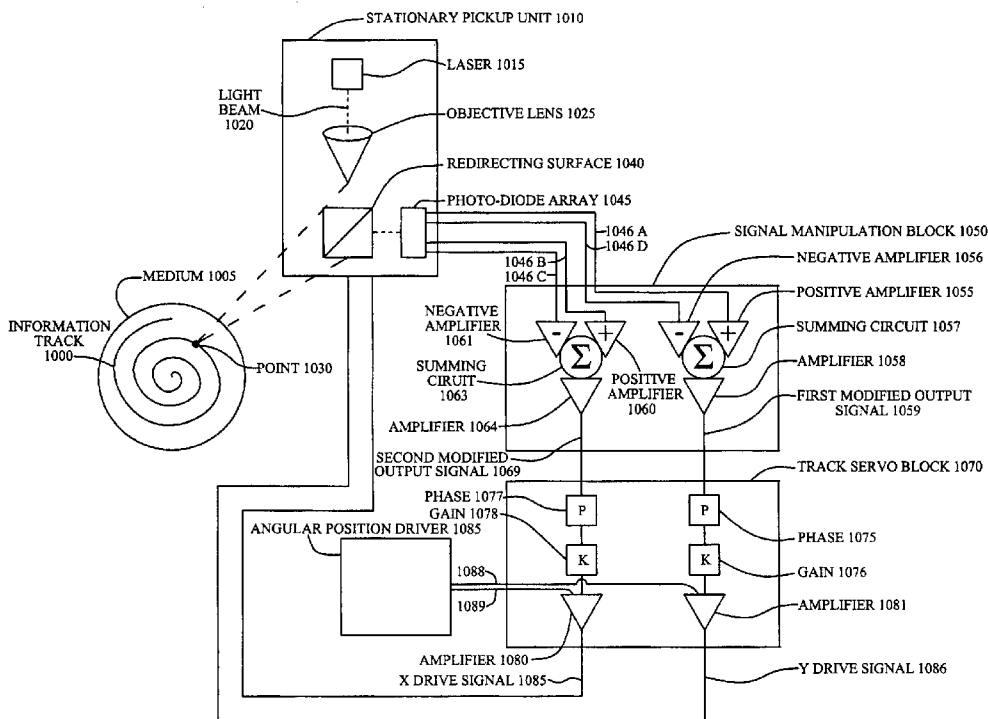 STATIONARY PICKUP UNIT 1010
LASER 1015
LIGHT
BEAM
1020
OBJECTIVE LENS 1025
REDIRECTING SURFACE 1040
PHOTO-DIODE ARRAY 1045
1046 A
1046 D
1046 B
1046 C
SIGNAL MANIPULATION BLOCK 1050
NEGATIVE AMPLIFIER 1056
POSITIVE AMPLIFIER 1055
SUMMING CIRCUIT 1057
AMPLIFIER 1058
FIRST MODIFIED OUTPUT
SIGNAL 1059
MEDIUM 1005
INFORMATION
TRACK
1000
POINT 1030
NEGATIVE
AMPLIFIER
1061
- + - +
Σ Σ
SUMMING
CIRUIT
1063
POSITIVE
AMPLIFIER
1060
AMPLIFIER 1064
SECOND MODIFIED
OUTPUT SIGNAL 1069
TRACK SERVO BLOCK 1070
PHASE 1077
GAIN 1078
P P
PHASE 1075
K K
GAIN 1076
ANGULAR POSITION DRIVER 1085
1088
1089
AMPLIFIER 1081
AMPLIFIER 1080
X DRIVE SIGNAL 1085
Y DRIVE SIGNAL 1086